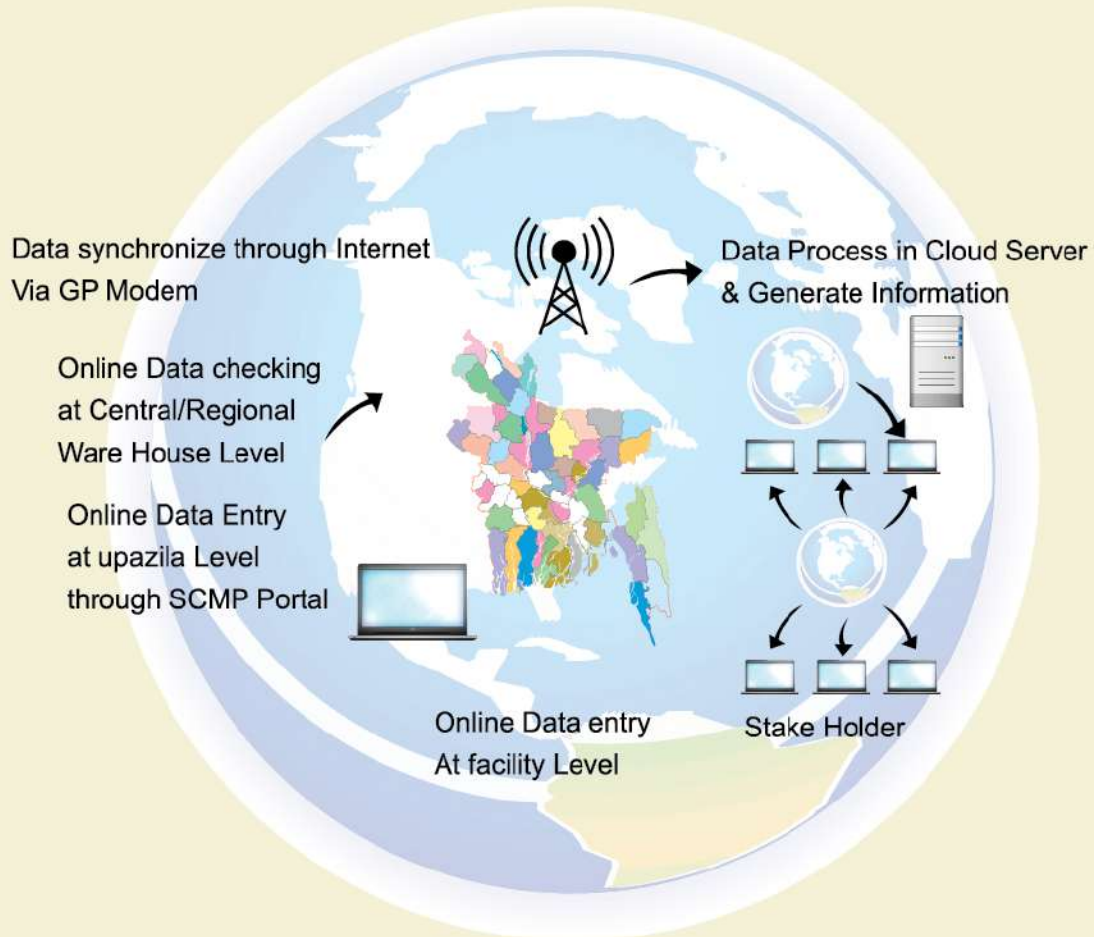 Data synchronize through Internet
Via GP Modem
Data Process in Cloud Server
& Generate Information
Online Data checking
at Central/Regional
Ware House Level
Online Data Entry
at upazila Level
through SCMP Portal
Online Data entry
At facility Level
Stake Holder